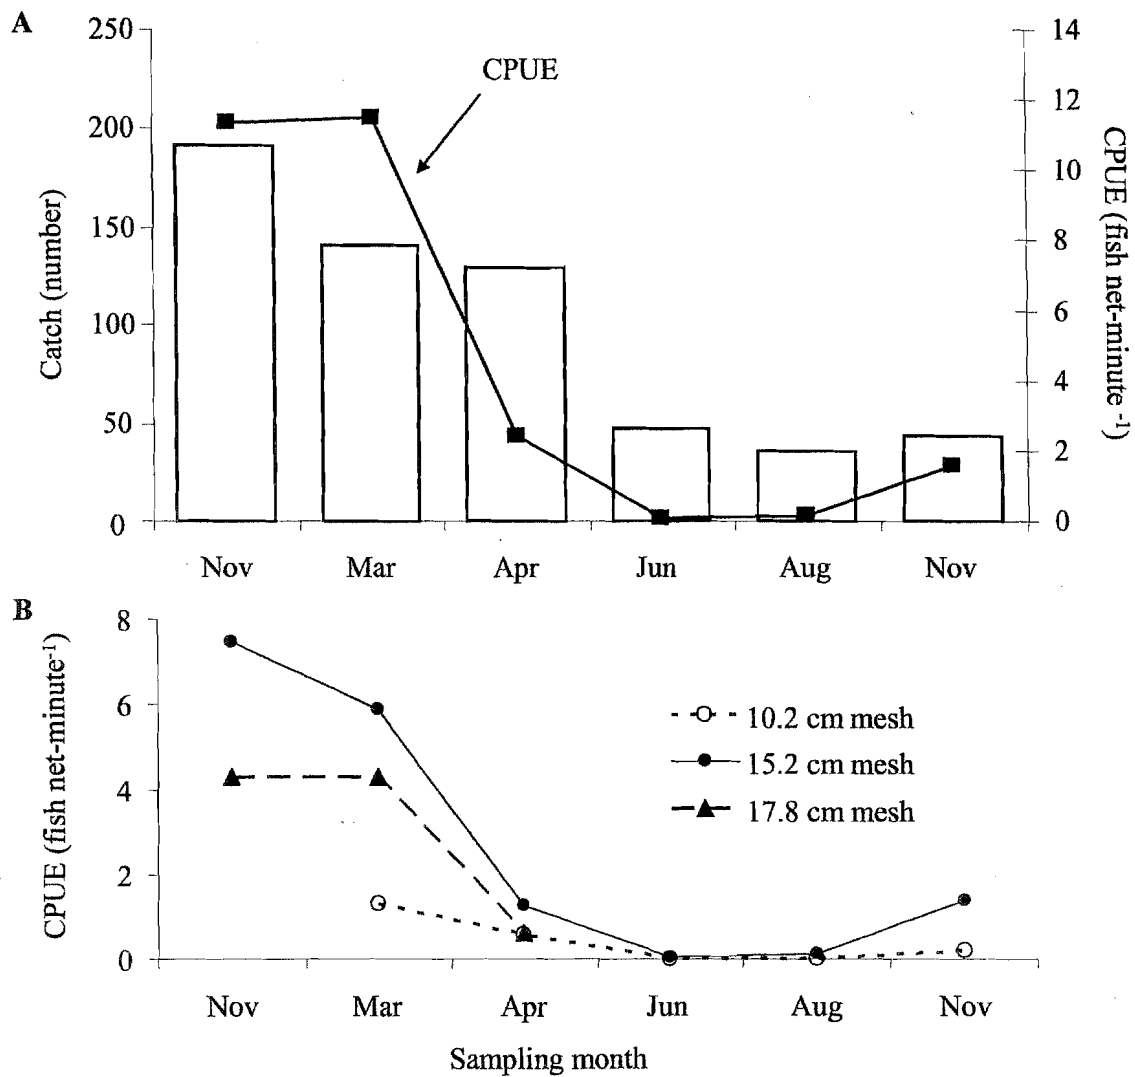 A
250
200
150
100
50
0
Catch (number)
CPUE
14
12
10
8
6
4
2
0
CPUE (fish net-minute⁻¹)
Nov Mar Apr Jun Aug Nov
B
8
6
4
2
0
CPUE (fish net-minute⁻¹)
10.2 cm mesh
15.2 cm mesh
17.8 cm mesh
Nov Mar Apr Jun Aug Nov
Sampling month